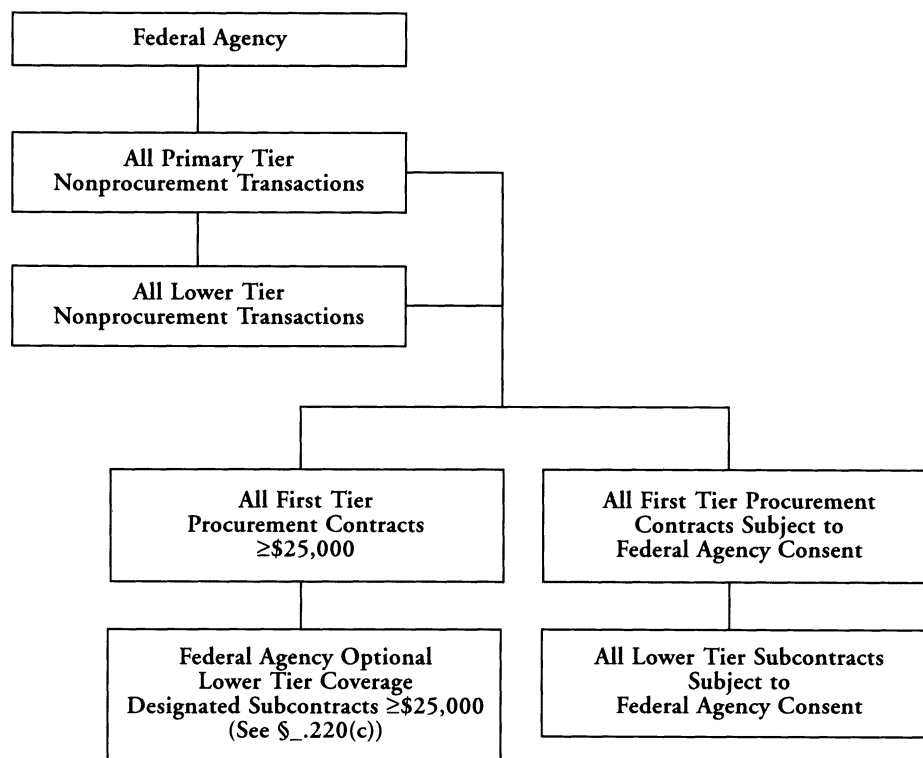 Federal Agency
All Primary Tier
Nonprocurement Transactions
All Lower Tier
Nonprocurement Transactions
All First Tier
Procurement Contracts
≥$25,000
All First Tier Procurement
Contracts Subject to
Federal Agency Consent
Federal Agency Optional
Lower Tier Coverage
Designated Subcontracts ≥$25,000
(See §_.220(c))
All Lower Tier Subcontracts
Subject to
Federal Agency Consent